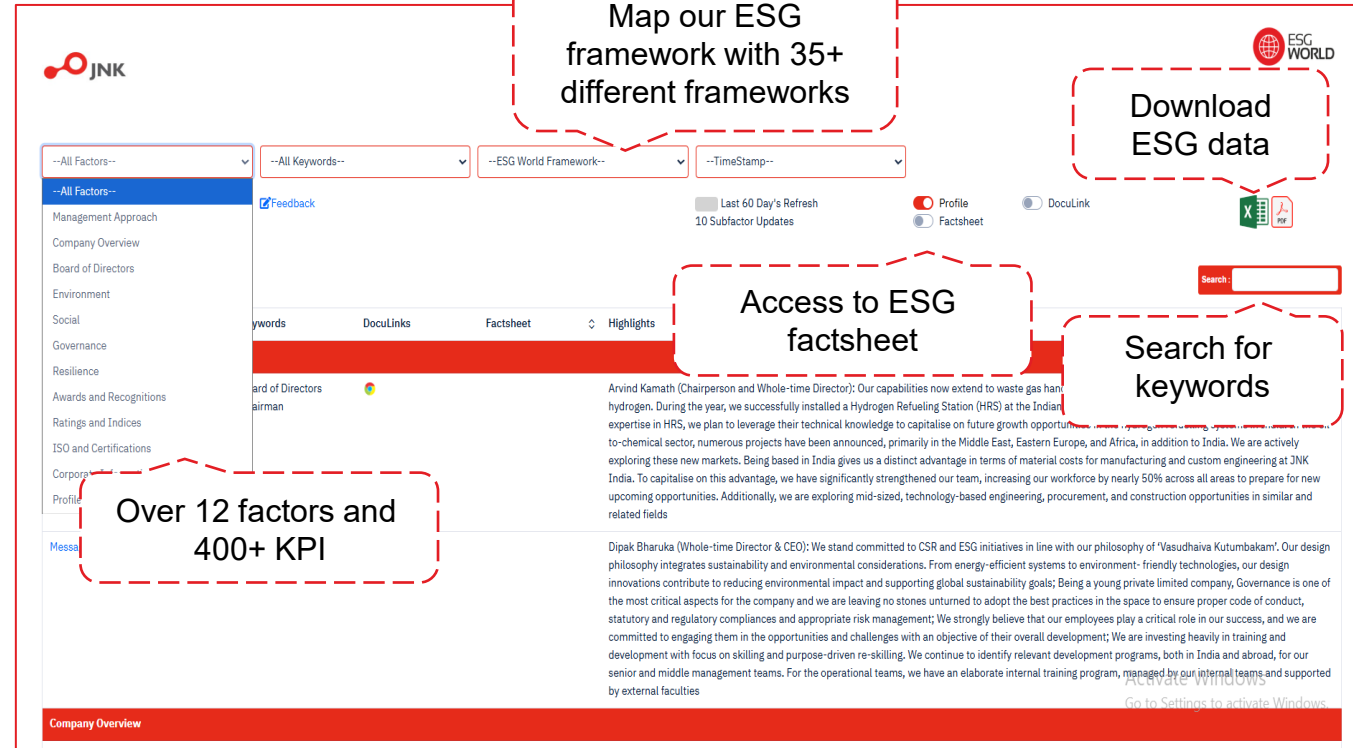 Map our ESG
framework with 35+
different frameworks
JNK
ESG
WORLD
Download
ESG data
--All Factors--
--All Keywords--
--ESG World Framework--
--TimeStamp--
--All Factors--
Management Approach
Company Overview
Board of Directors
Environment
Social
Governance
Resilience
Awards and Recognitions
Ratings and Indices
ISO and Certifications
Profile
Feedback
Last 60 Day's Refresh
10 Subfactor Updates
Profile
Factsheet
DocuLink
PDF
Search :
Access to ESG
factsheet
Search for
keywords
Over 12 factors and
400+ KPI
ywords
DocuLinks
Factsheet
Highlights
ard of Directors
airman
Arvind Kamath (Chairperson and Whole-time Director): Our capabilities now extend to waste gas
hydrogen. During the year, we successfully installed a Hydrogen Refueling Station (HRS) at the Indian
expertise in HRS, we plan to leverage their technical knowledge to capitalise on future growth
to-chemical sector, numerous projects have been announced, primarily in the Middle East, Eastern Europe, and Africa, in addition to India. We are actively
exploring these new markets. Being based in India gives us a distinct advantage in terms of material costs for manufacturing and custom engineering at JNK
India. To capitalise on this advantage, we have significantly strengthened our team, increasing our workforce by nearly 50% across all areas to prepare for new
upcoming opportunities. Additionally, we are exploring mid-sized, technology-based engineering, procurement, and construction opportunities in similar and
related fields
Messa
Dipak Bharuka (Whole-time Director & CEO): We stand committed to CSR and ESG initiatives in line with our philosophy of ‘Vasudhaiva Kutumbakam’. Our design
philosophy integrates sustainability and environmental considerations. From energy-efficient systems to environment- friendly technologies, our design
innovations contribute to reducing environmental impact and supporting global sustainability goals; Being a young private limited company, Governance is one of
the most critical aspects for the company and we are leaving no stones unturned to adopt the best practices in the space to ensure proper code of conduct,
statutory and regulatory compliances and appropriate risk management; We strongly believe that our employees play a critical role in our success, and we are
committed to engaging them in the opportunities and challenges with an objective of their overall development; We are investing heavily in training and
development with focus on skilling and purpose-driven re-skilling. We continue to identify relevant development programs, both in India and abroad, for our
senior and middle management teams. For the operational teams, we have an elaborate internal training program, managed by our internal teams and supported
by external faculties
Activate Windows
Go to Settings to activate Windows.
Company Overview